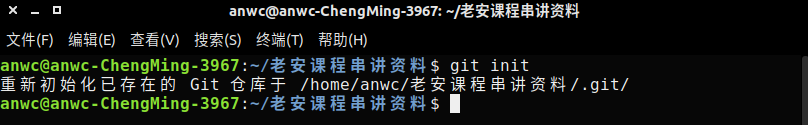 anwc@anwc-ChengMing-3967: ~/老安课程串讲资料
文件(F) 编辑(E) 查看(V) 搜索(S) 终端(T) 帮助(H)
anwc@anwc-ChengMing-3967:~/老安课程串讲资料$ git init
重新初始化已存在的 Git 仓库于 /home/anwc/老安课程串讲资料/.git/
anwc@anwc-ChengMing-3967:~/老安课程串讲资料$